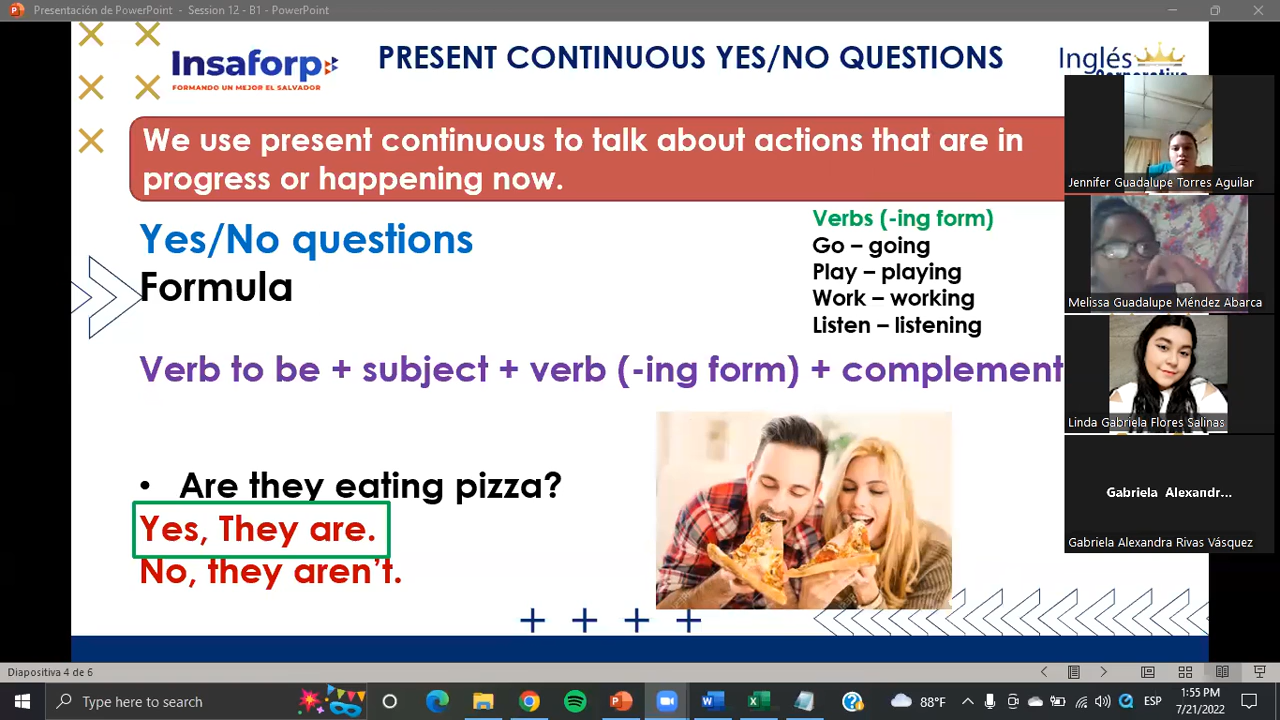 Presentación de PowerPoint - Session 12 - B1 - PowerPoint
Insaforp
FORMANDO UN MEJOR EL SALVADOR
PRESENT CONTINUOUS YES/NO QUESTIONS
Inglés
Corporativo
We use present continuous to talk about actions that are in
progress or happening now.
Yes/No questions
Formula
Verbs (-ing form)
Go – going
Play – playing
Work – working
Listen – listening
Verb to be + subject + verb (-ing form) + complement
• Are they eating pizza?
Yes, They are.
No, they aren't.
Jennifer Guadalupe Torres Aguilar
Melissa Guadalupe Méndez Abarca
Linda Gabriela Flores Salinas
Gabriela Alexandr...
Gabriela Alexandra Rivas Vásquez
Diapositiva 4 de 6
Type here to search
88°F
ESP
1:55 PM
7/21/2022